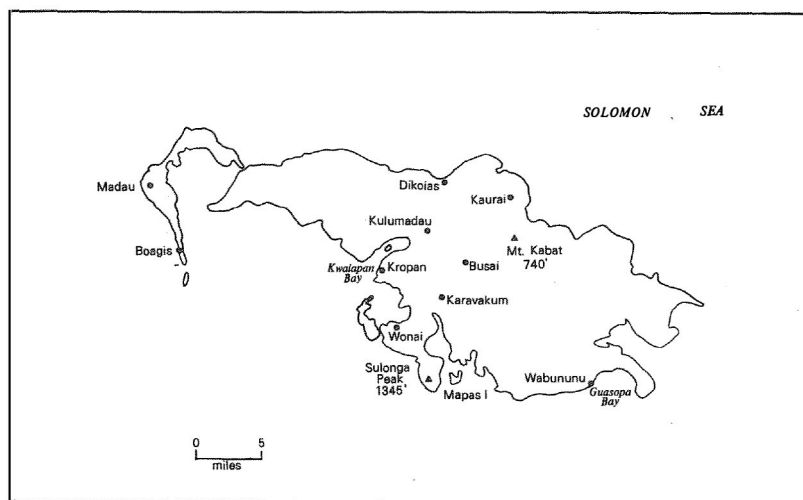 SOLOMON SEA
Madau
Dikoias
Kaurai
Kulumadau
Boagis
Mt. Kabat
740'
Kwaiapan
Bay
Kropan
Busai
Karavakum
Wonai
Sulonga
Peak
1345'
Mapas I
Wabununu
Guasopa
Bay
0 5
miles